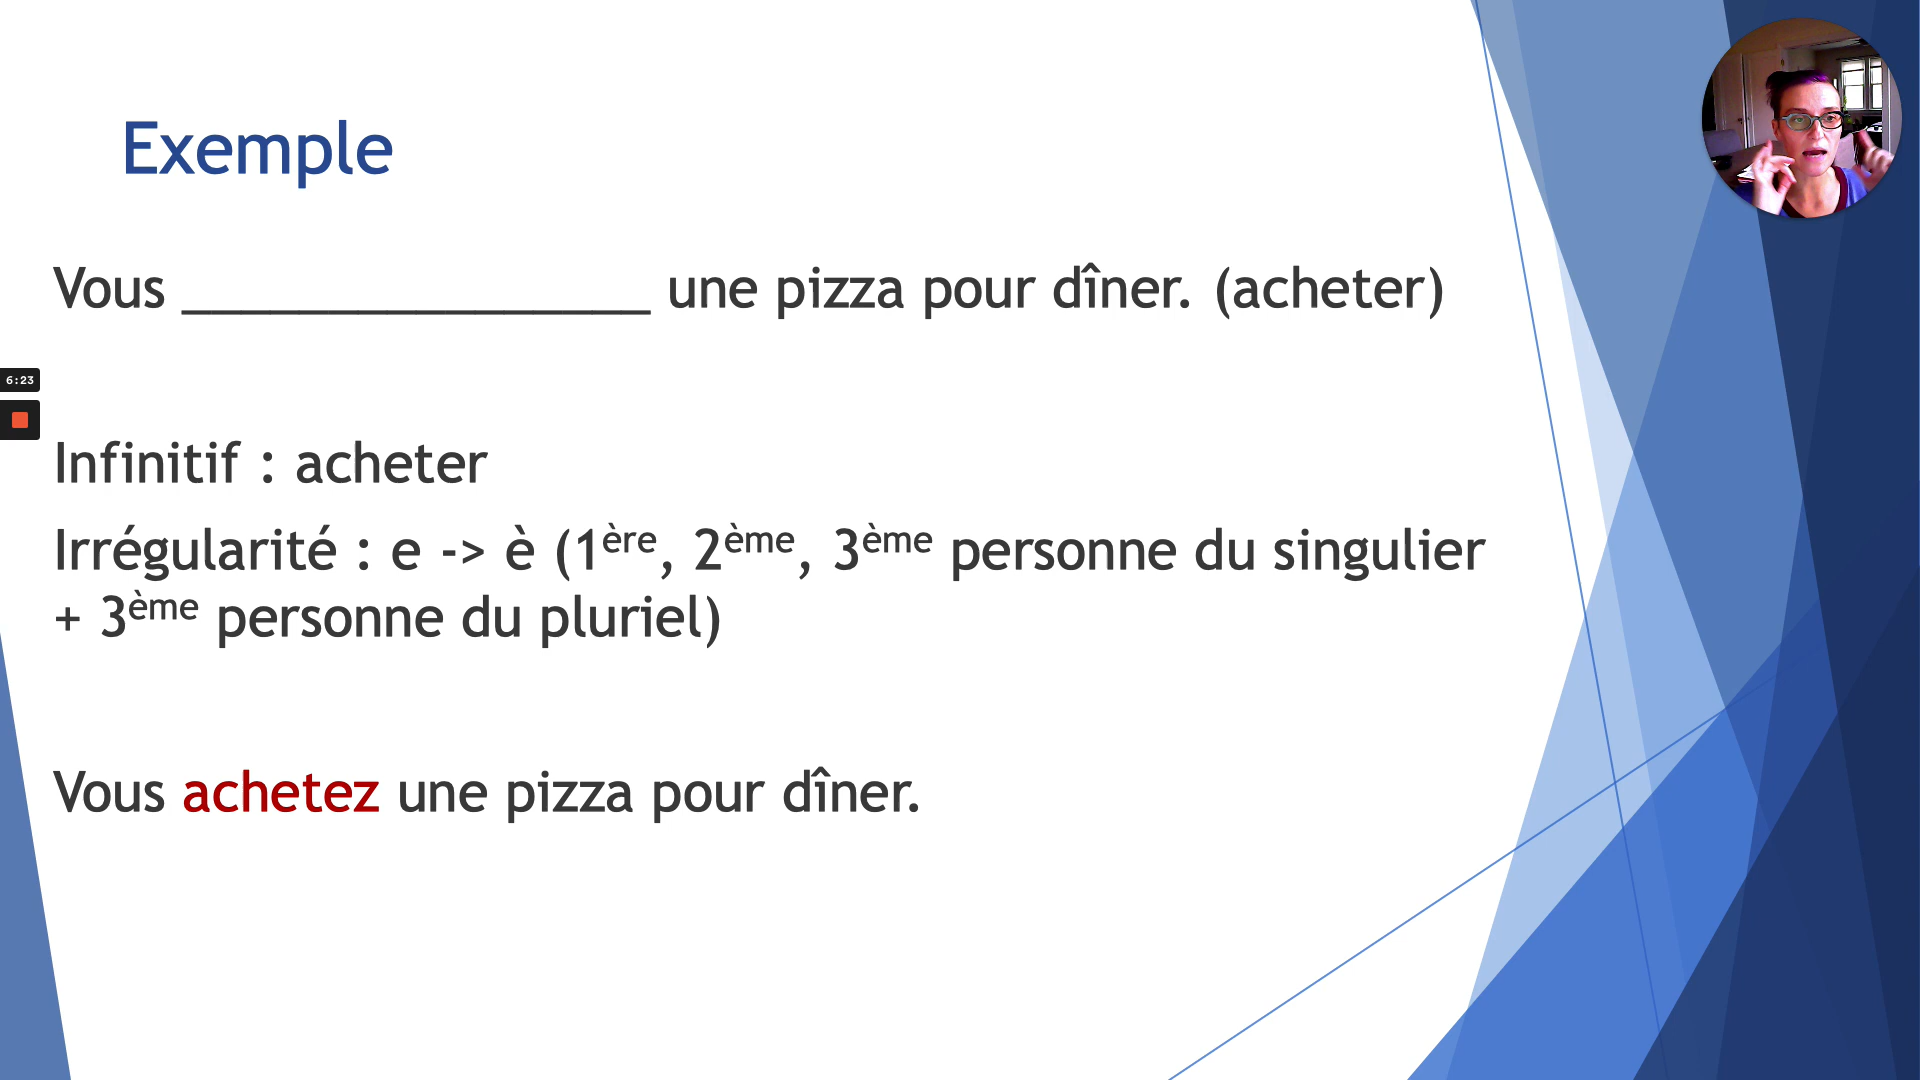 Exemple
Vous ________________ une pizza pour dîner. (acheter)
6:23
Infinitif : acheter
Irrégularité : e -> è (1ère, 2ème, 3ème personne du singulier
+ 3ème personne du pluriel)
Vous achetez une pizza pour dîner.